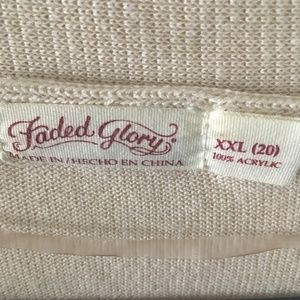 Faded Glory®
MADE IN / HECHO EN CHINA
XXL (20)
100% ACRYLIC